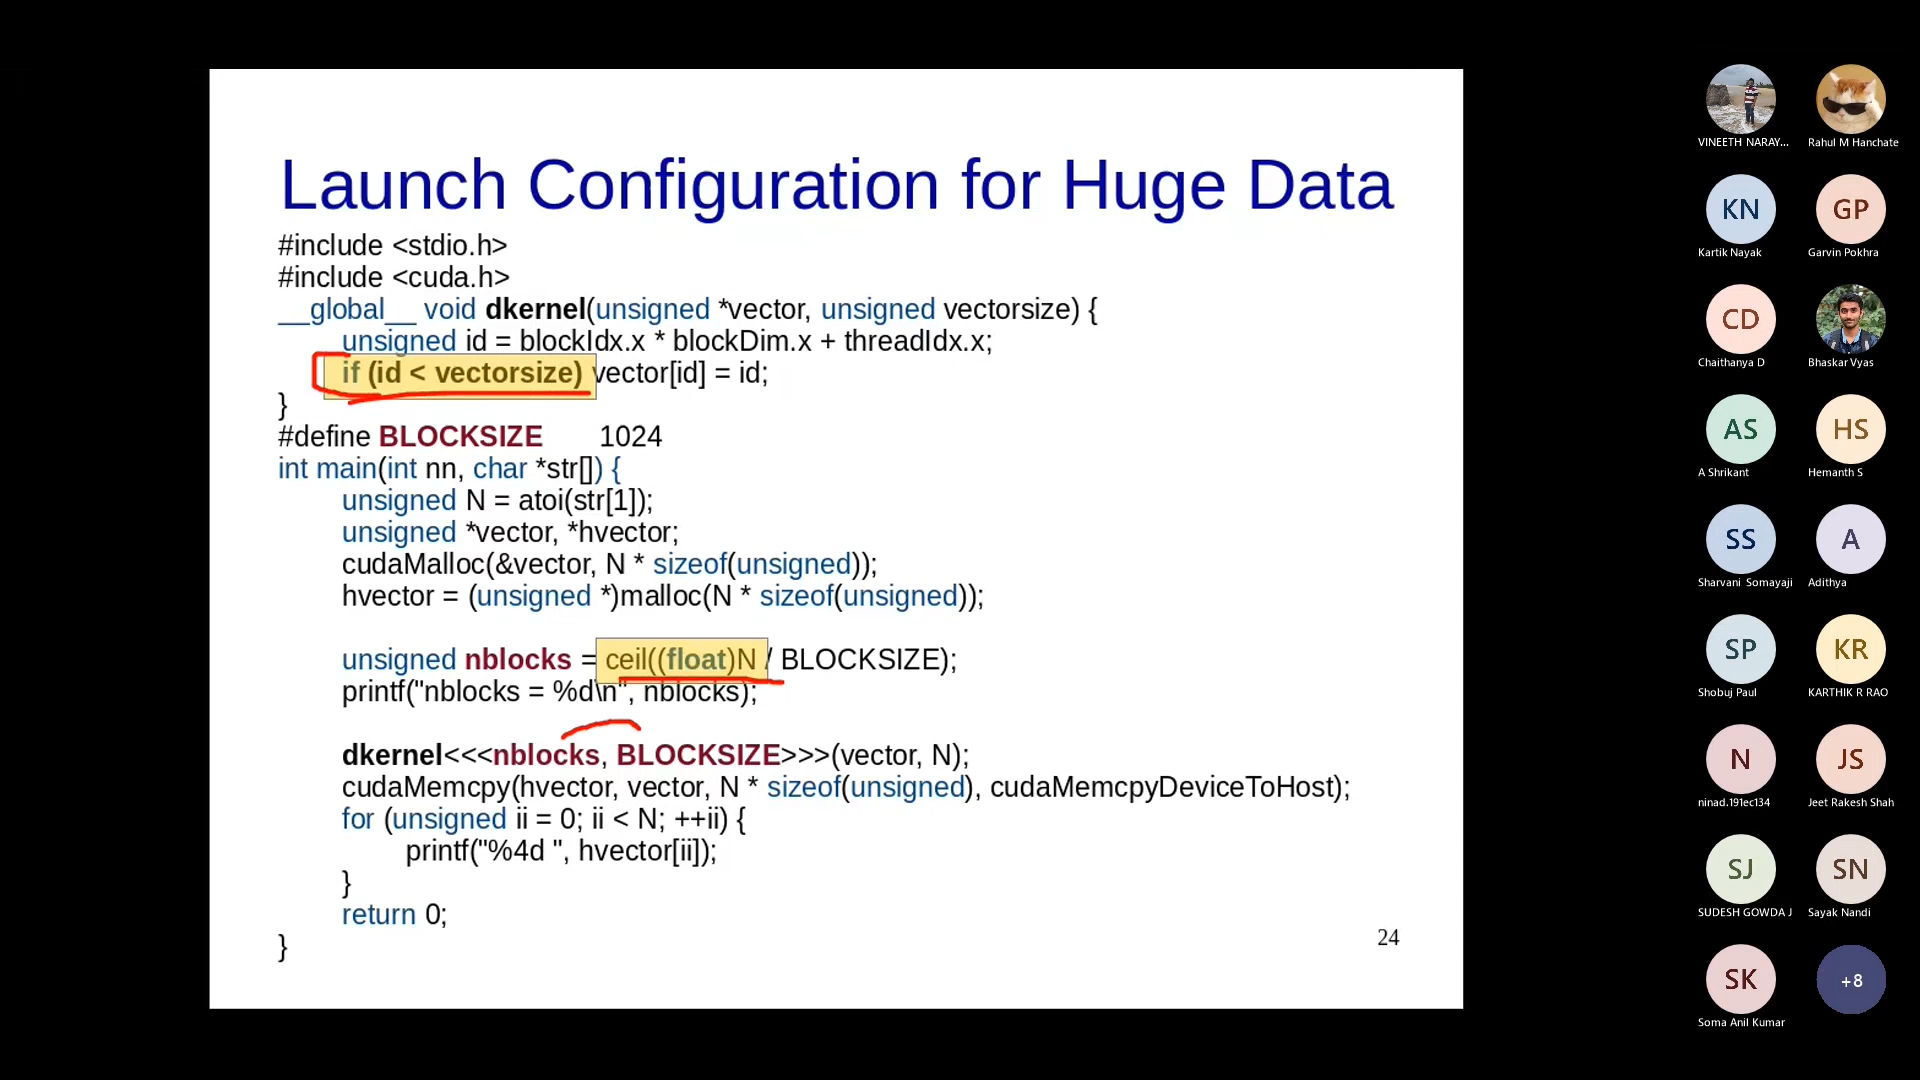 Launch Configuration for Huge Data
#include <stdio.h>
#include <cuda.h>
__global__ void dkernel(unsigned *vector, unsigned vectorsize) {
unsigned id = blockIdx.x * blockDim.x + threadIdx.x;
if (id < vectorsize) vector[id] = id;
}
#define BLOCKSIZE 1024
int main(int nn, char *str[]) {
unsigned N = atoi(str[1]);
unsigned *vector, *hvector;
cudaMalloc(&vector, N * sizeof(unsigned));
hvector = (unsigned *)malloc(N * sizeof(unsigned));
unsigned nblocks = ceil((float)N / BLOCKSIZE);
printf("nblocks = %d\n", nblocks);
dkernel<<<nblocks, BLOCKSIZE>>>(vector, N);
cudaMemcpy(hvector, vector, N * sizeof(unsigned), cudaMemcpyDeviceToHost);
for (unsigned ii = 0; ii < N; ++ii) {
printf("%4d ", hvector[ii]);
}
return 0;
}
24
VINEETH NARAY... Rahul M Hanchate
KN GP
Kartik Nayak Garvin Pokhra
CD
Chaithanya D Bhaskar Vyas
AS HS
A Shrikant Hemanth S
SS A
Sharvani Somayaji Adithya
SP KR
Shobuj Paul KARTHIK R RAO
N JS
ninad.191ec134 Jeet Rakesh Shah
SJ SN
SUDESH GOWDA J Sayak Nandi
SK +8
Soma Anil Kumar